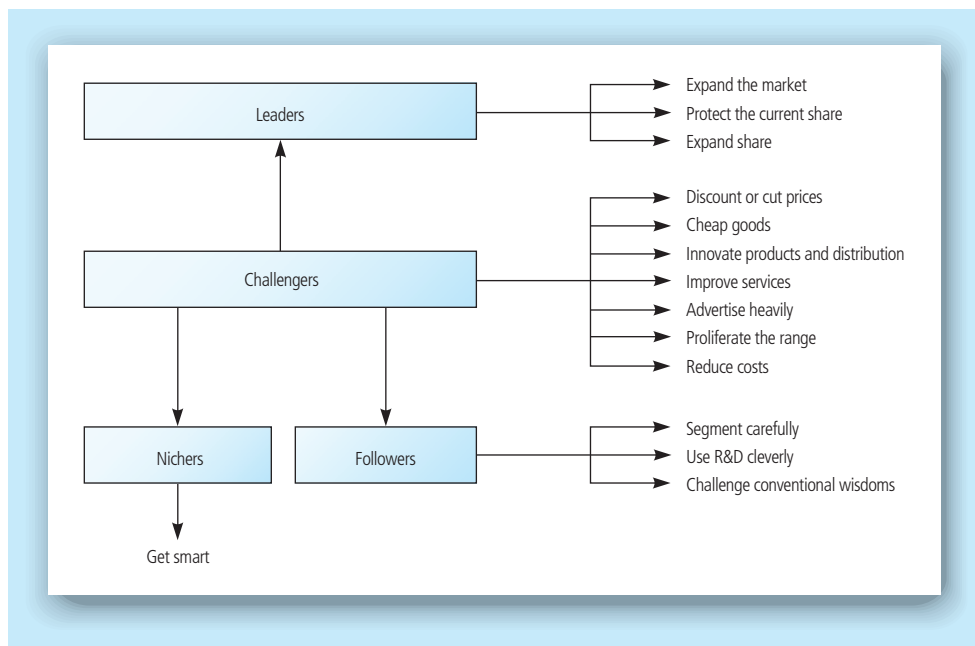 Leaders
Expand the market
Protect the current share
Expand share
Challengers
Discount or cut prices
Cheap goods
Innovate products and distribution
Improve services
Advertise heavily
Proliferate the range
Reduce costs
Nichers
Followers
Segment carefully
Use R&D cleverly
Challenge conventional wisdoms
Get smart